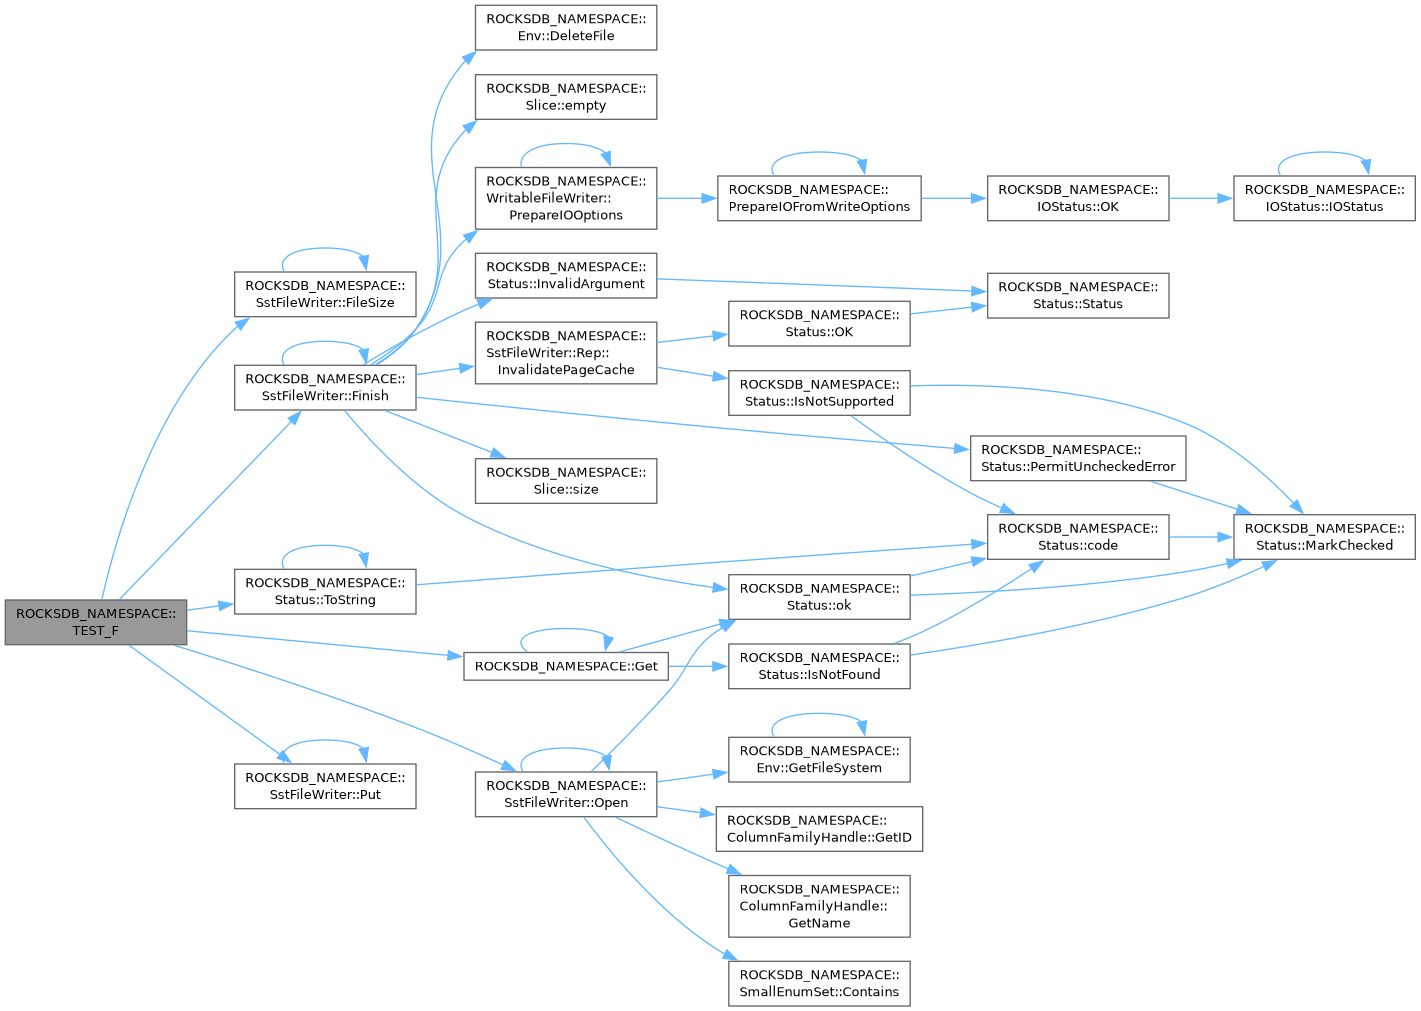 ROCKSDB_NAMESPACE::
TEST_F
ROCKSDB_NAMESPACE::
SstFileWriter::FileSize
ROCKSDB_NAMESPACE::
SstFileWriter::Finish
ROCKSDB_NAMESPACE::
Status::ToString
ROCKSDB_NAMESPACE::
SstFileWriter::Put
ROCKSDB_NAMESPACE::
Env::DeleteFile
ROCKSDB_NAMESPACE::
Slice::empty
ROCKSDB_NAMESPACE::
WritableFileWriter::
PrepareIOOptions
ROCKSDB_NAMESPACE::
Status::InvalidArgument
ROCKSDB_NAMESPACE::
SstFileWriter::Rep::
InvalidatePageCache
ROCKSDB_NAMESPACE::
Slice::size
ROCKSDB_NAMESPACE::Get
ROCKSDB_NAMESPACE::
SstFileWriter::Open
ROCKSDB_NAMESPACE::
PrepareIOFromWriteOptions
ROCKSDB_NAMESPACE::
Status::OK
ROCKSDB_NAMESPACE::
Status::IsNotSupported
ROCKSDB_NAMESPACE::
Status::ok
ROCKSDB_NAMESPACE::
Status::IsNotFound
ROCKSDB_NAMESPACE::
Env::GetFileSystem
ROCKSDB_NAMESPACE::
ColumnFamilyHandle::GetID
ROCKSDB_NAMESPACE::
ColumnFamilyHandle::
GetName
ROCKSDB_NAMESPACE::
SmallEnumSet::Contains
ROCKSDB_NAMESPACE::
IOStatus::OK
ROCKSDB_NAMESPACE::
Status::Status
ROCKSDB_NAMESPACE::
Status::PermitUncheckedError
ROCKSDB_NAMESPACE::
Status::code
ROCKSDB_NAMESPACE::
IOStatus::IOStatus
ROCKSDB_NAMESPACE::
Status::MarkChecked